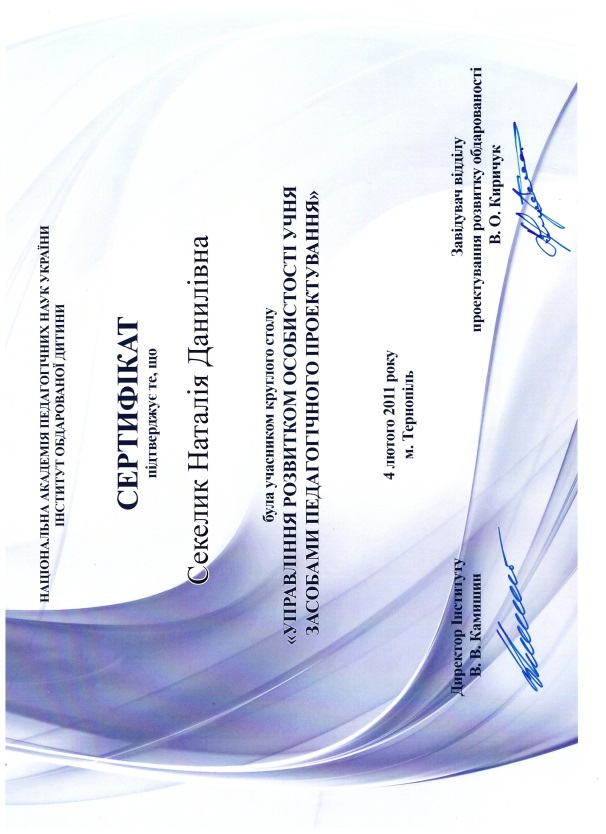 НАЦІОНАЛЬНА АКАДЕМІЯ ПЕДАГОГІЧНИХ НАУК УКРАЇНИ
ІНСТИТУТ ОБДАРОВАНОЇ ДИТИНИ
СЕРТИФІКАТ
підтверджує те, що
Секелик Наталія Данилівна
була учасником круглого столу
«УПРАВЛІННЯ РОЗВИТКОМ ОСОБИСТОСТІ УЧНЯ
ЗАСОБАМИ ПЕДАГОГІЧНОГО ПРОЕКТУВАННЯ»
4 лютого 2011 року
м. Тернопіль
Директор Інституту
В. В. Камишин
Завідувач відділу
проектування розвитку обдарованості
В. О. Киричук